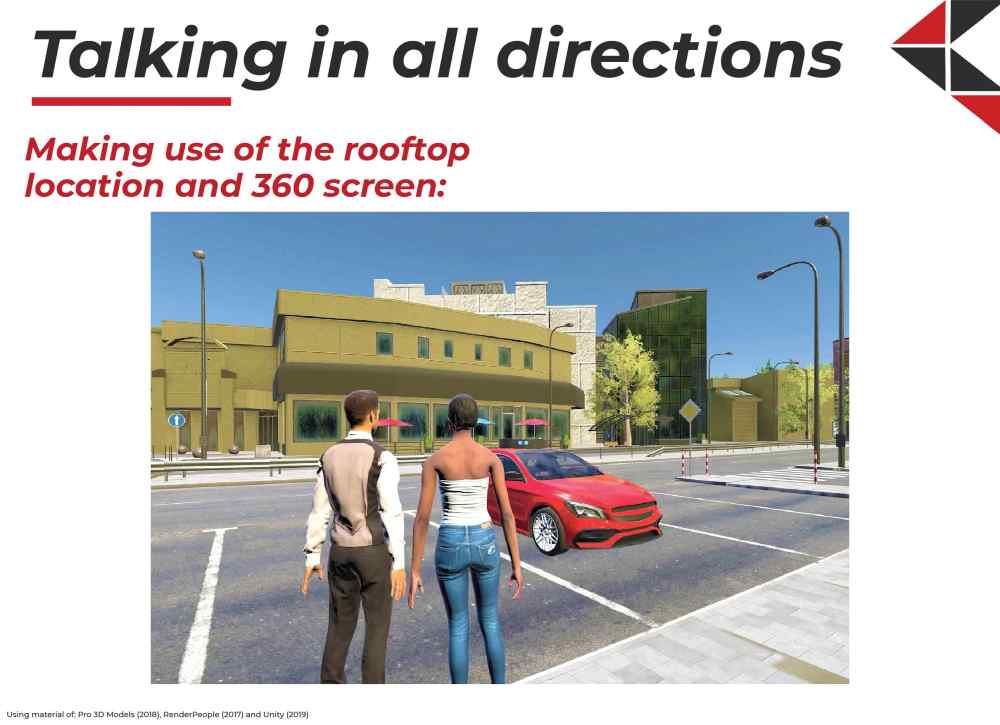 Talking in all directions
Making use of the rooftop
location and 360 screen:
Using material of: Pro 3D Models (2018), RenderPeople (2017) and Unity (2019)